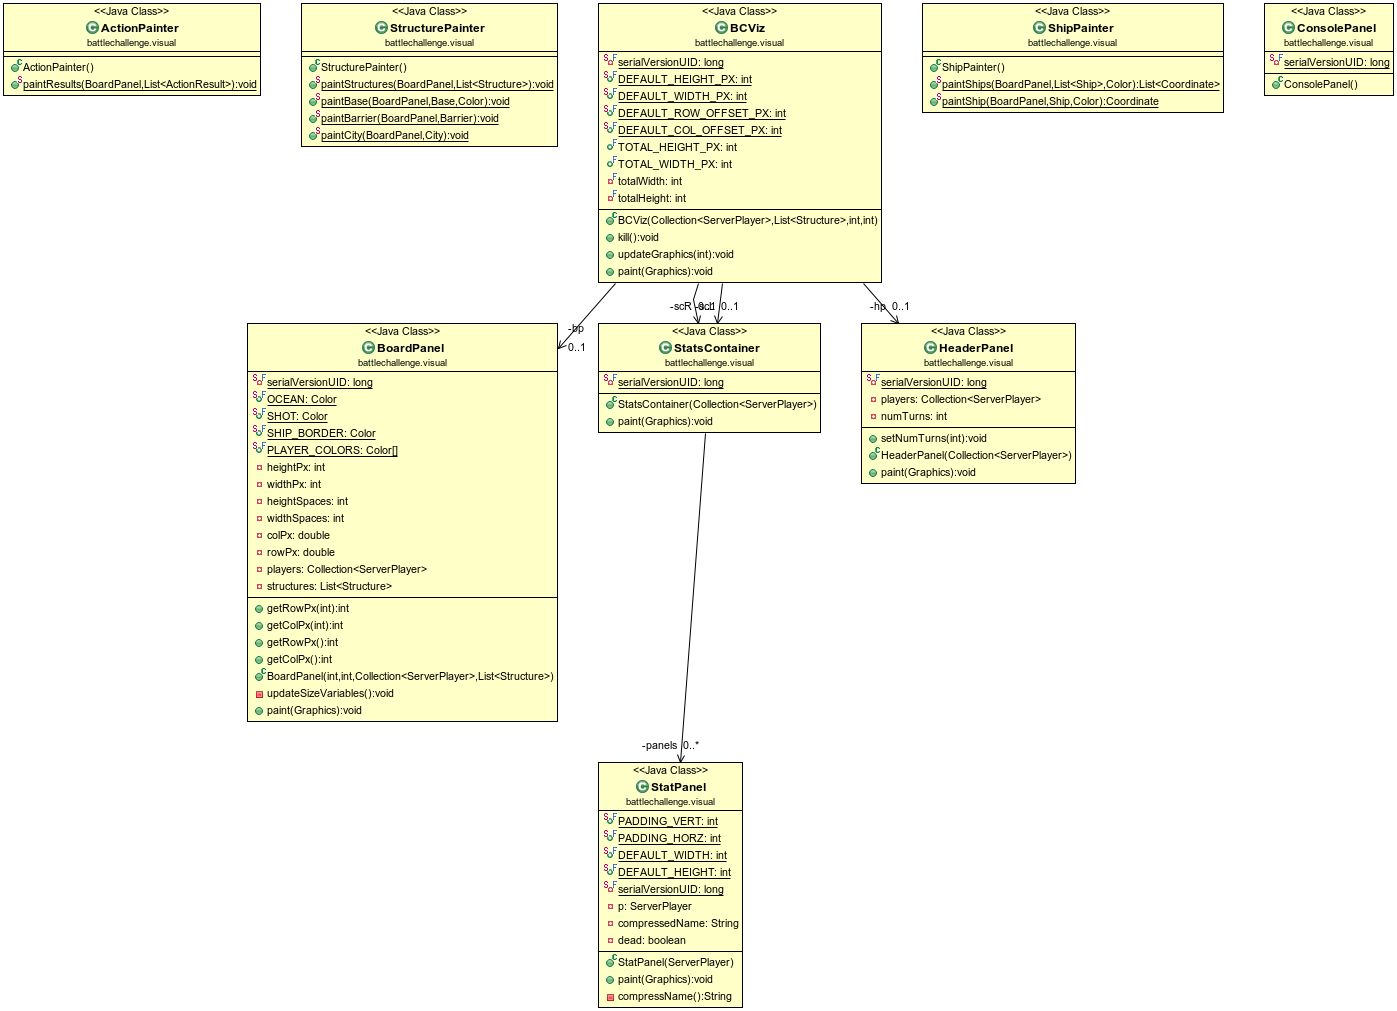 <<Java Class>>
ActionPainter
battlechallenge.visual
ActionPainter()
paintResults(BoardPanel,List<ActionResult>):void
<<Java Class>>
StructurePainter
battlechallenge.visual
StructurePainter()
paintStructures(BoardPanel,List<Structure>):void
paintBase(BoardPanel,Base,Color):void
paintBarrier(BoardPanel,Barrier):void
paintCity(BoardPanel,City):void
<<Java Class>>
BCViz
battlechallenge.visual
serialVersionUID: long
DEFAULT_HEIGHT_PX: int
DEFAULT_WIDTH_PX: int
DEFAULT_ROW_OFFSET_PX: int
DEFAULT_COL_OFFSET_PX: int
TOTAL_HEIGHT_PX: int
TOTAL_WIDTH_PX: int
totalWidth: int
totalHeight: int
BCViz(Collection<ServerPlayer>,List<Structure>,int,int)
kill():void
updateGraphics(int):void
paint(Graphics):void
<<Java Class>>
ShipPainter
battlechallenge.visual
ShipPainter()
paintShips(BoardPanel,List<Ship>,Color):List<Coordinate>
paintShip(BoardPanel,Ship,Color):Coordinate
<<Java Class>>
ConsolePanel
battlechallenge.visual
serialVersionUID: long
ConsolePanel()
-bp
0..1
-scR
0..1
-hp 0..1
<<Java Class>>
BoardPanel
battlechallenge.visual
serialVersionUID: long
OCEAN: Color
SHOT: Color
SHIP_BORDER: Color
PLAYER_COLORS: Color[]
heightPx: int
widthPx: int
heightSpaces: int
widthSpaces: int
colPx: double
rowPx: double
players: Collection<ServerPlayer>
structures: List<Structure>
getRowPx(int):int
getColPx(int):int
getRowPx():int
getColPx():int
BoardPanel(int,int,Collection<ServerPlayer>,List<Structure>)
updateSizeVariables():void
paint(Graphics):void
<<Java Class>>
StatsContainer
battlechallenge.visual
serialVersionUID: long
StatsContainer(Collection<ServerPlayer>)
paint(Graphics):void
<<Java Class>>
HeaderPanel
battlechallenge.visual
serialVersionUID: long
players: Collection<ServerPlayer>
numTurns: int
setNumTurns(int):void
HeaderPanel(Collection<ServerPlayer>)
paint(Graphics):void
-panels 0..*
<<Java Class>>
StatPanel
battlechallenge.visual
PADDING_VERT: int
PADDING_HORZ: int
DEFAULT_WIDTH: int
DEFAULT_HEIGHT: int
serialVersionUID: long
p: ServerPlayer
compressedName: String
dead: boolean
StatPanel(ServerPlayer)
paint(Graphics):void
compressName():String